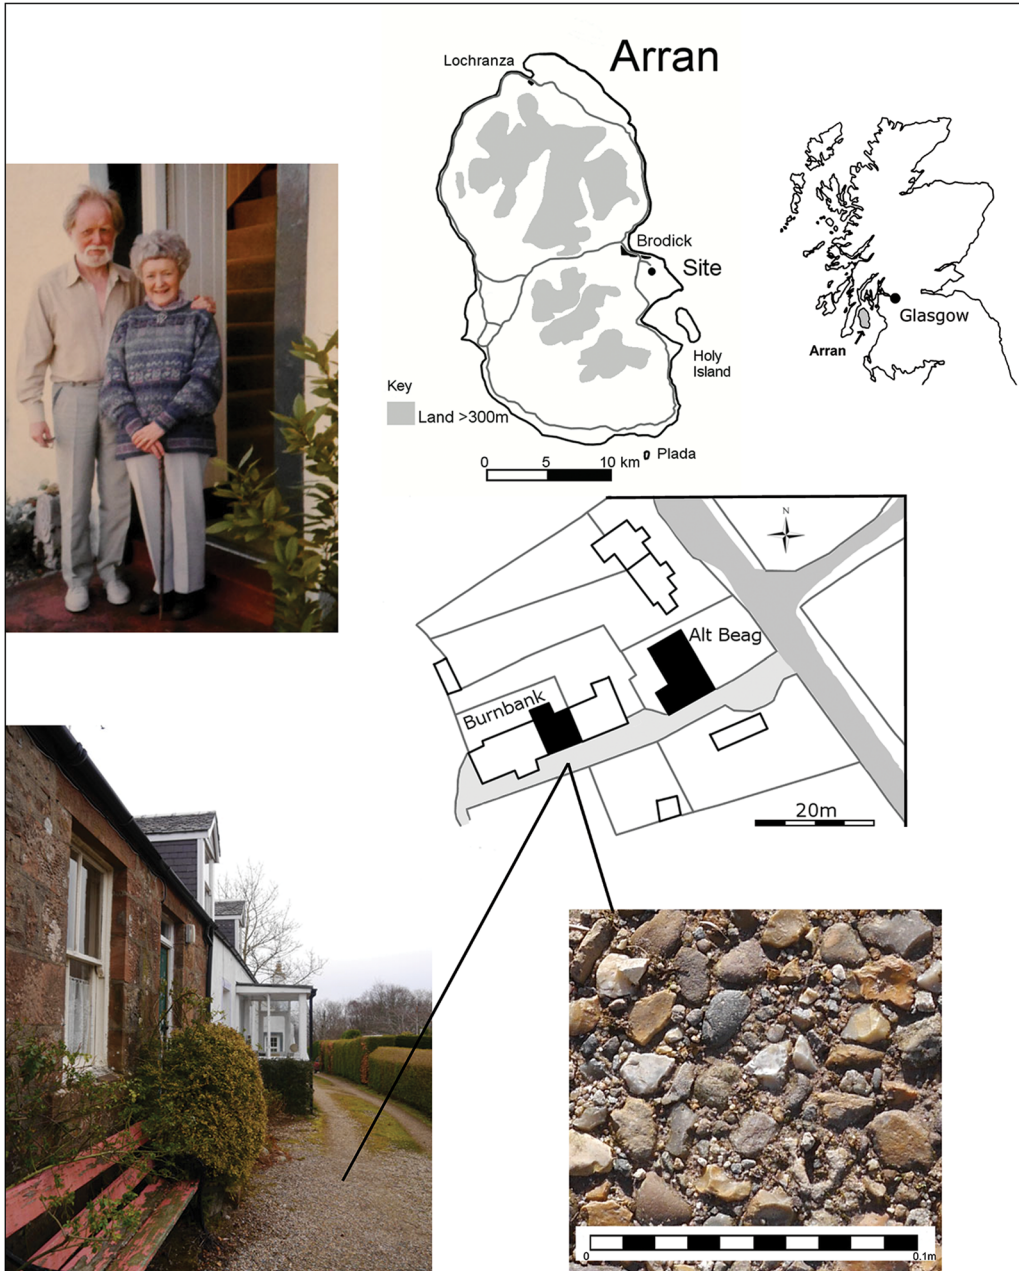 Arran
Lochranza
Brodick
Site
Holy
Island
Key
Land >300m
0 5 10 km
Plada
Glasgow
Arran
N
Alt Beag
Burnbank
20m
0 0.1m